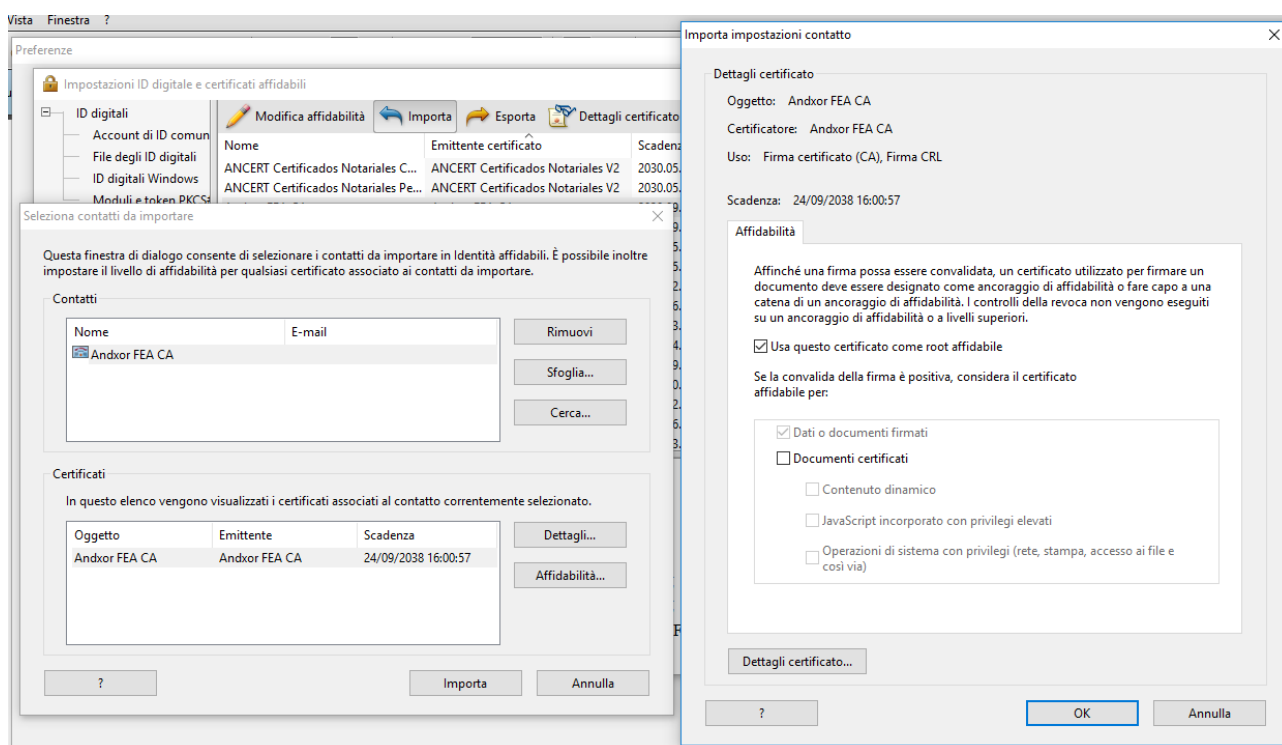 Vista Finestra ?
Preferenze
Impostazioni ID digitale e certificati affidabili
ID digitali
Account di ID comun
File degli ID digitali
ID digitali Windows
Moduli e token PKCS#
Modifica affidabilità
Importa
Esporta
Dettagli certificato
Nome Emittente certificato Scadenz
ANCERT Certificados Notariales C... ANCERT Certificados Notariales V2 2030.05.
ANCERT Certificados Notariales Pe... ANCERT Certificados Notariales V2 2030.05.
Seleziona contatti da importare
Questa finestra di dialogo consente di selezionare i contatti da importare in Identità affidabili. È possibile inoltre
impostare il livello di affidabilità per qualsiasi certificato associato ai contatti da importare.
Contatti
Nome E-mail
Andxor FEA CA
Rimuovi
Sfoglia...
Cerca...
Certificati
In questo elenco vengono visualizzati i certificati associati al contatto correntemente selezionato.
Oggetto Emittente Scadenza
Andxor FEA CA Andxor FEA CA 24/09/2038 16:00:57
Dettagli...
Affidabilità...
? Importa Annulla
Importa impostazioni contatto
Dettagli certificato
Oggetto: Andxor FEA CA
Certificatore: Andxor FEA CA
Uso: Firma certificato (CA), Firma CRL
Scadenza: 24/09/2038 16:00:57
Affidabilità
Affinché una firma possa essere convalidata, un certificato utilizzato per firmare un
documento deve essere designato come ancoraggio di affidabilità o fare capo a una
catena di un ancoraggio di affidabilità. I controlli della revoca non vengono eseguiti
su un ancoraggio di affidabilità o a livelli superiori.
Usa questo certificato come root affidabile
Se la convalida della firma è positiva, considera il certificato
affidabile per:
Dati o documenti firmati
Documenti certificati
Contenuto dinamico
JavaScript incorporato con privilegi elevati
Operazioni di sistema con privilegi (rete, stampa, accesso ai file e
così via)
Dettagli certificato...
? OK Annulla